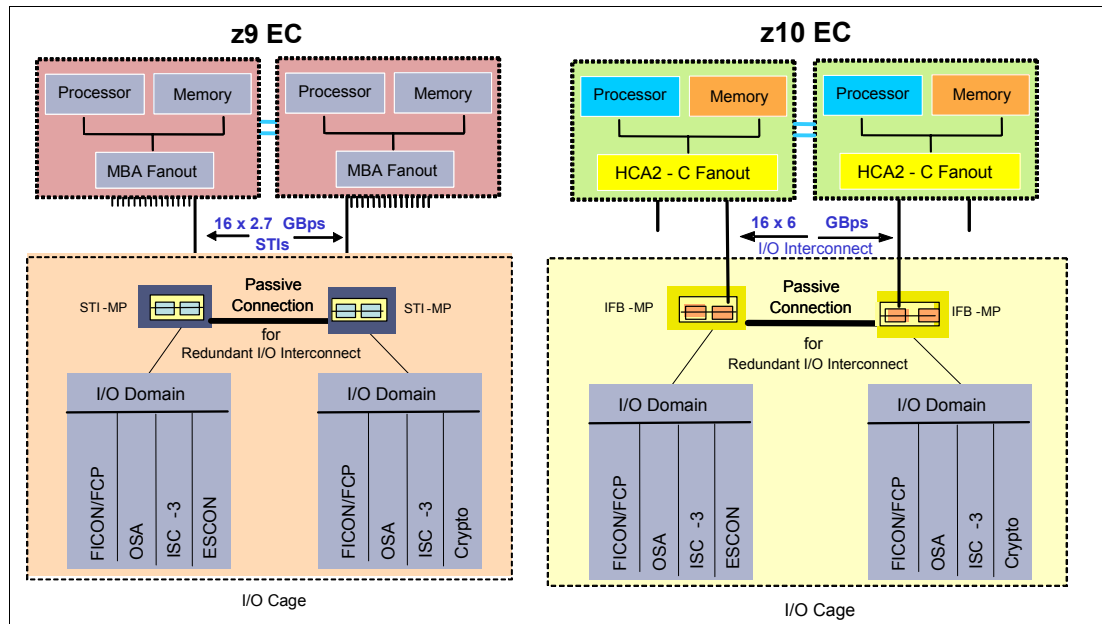 z9 EC
Processor
Memory
MBA Fanout
Processor
Memory
MBA Fanout
16 x 2.7 GBps
STIs
STI -MP
Passive
Connection
for
Redundant I/O Interconnect
STI -MP
I/O Domain
FICON/FCP
OSA
ISC -3
ESCON
I/O Domain
FICON/FCP
OSA
ISC -3
Crypto
I/O Cage
z10 EC
Processor
Memory
HCA2 - C Fanout
Processor
Memory
HCA2 - C Fanout
16 x 6 GBps
I/O Interconnect
IFB -MP
Passive
Connection
for
Redundant I/O Interconnect
IFB -MP
I/O Domain
FICON/FCP
OSA
ISC -3
ESCON
I/O Domain
FICON/FCP
OSA
ISC -3
Crypto
I/O Cage